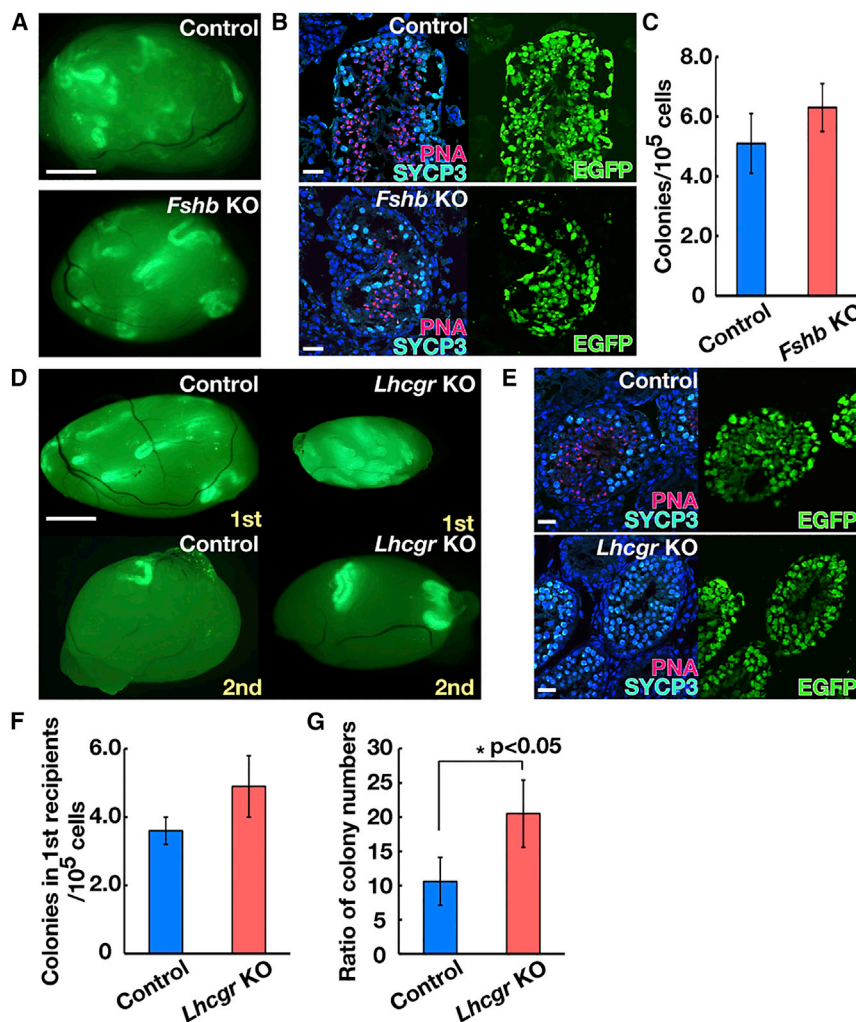 A
Control
Fshb KO
B
Control
PNA
SYCP3
EGFP
Fshb KO
PNA
SYCP3
EGFP
C
Colonies/10⁵ cells
8.0
6.0
4.0
2.0
0
Control
Fshb KO
D
Control
1st
Lhcgr KO
1st
Control
2nd
Lhcgr KO
2nd
E
Control
PNA
SYCP3
EGFP
Lhcgr KO
PNA
SYCP3
EGFP
F
Colonies in 1st recipients
/10⁵ cells
6.0
4.0
2.0
0
Control
Lhcgr KO
G
Ratio of colony numbers
30
25
20
15
10
5
0
* p<0.05
Control
Lhcgr KO